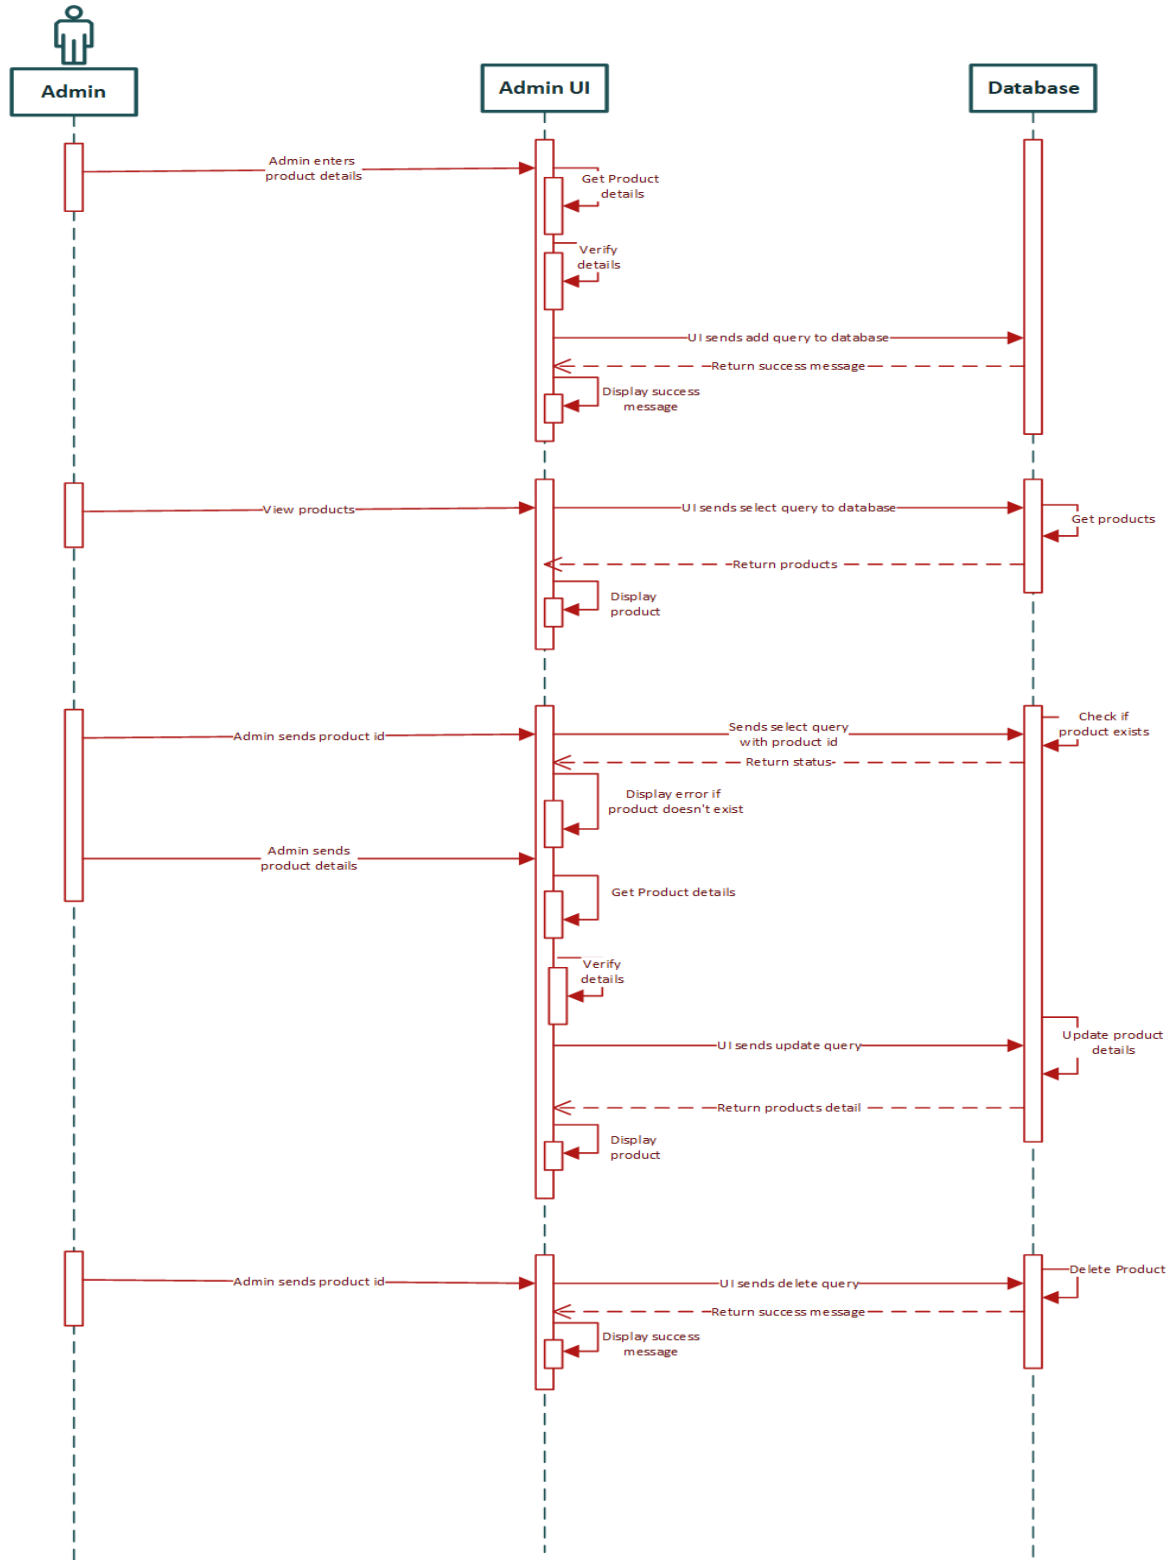 Admin
Admin UI
Database
Admin enters
product details
Get Product
details
Verify
details
UI sends add query to database
Return success message
Display success
message
View products
UI sends select query to database
Get products
Return products
Display
product
Admin sends product id
Sends select query
with product id
Check if
product exists
Return status
Display error if
product doesn't exist
Admin sends
product details
Get Product details
Verify
details
UI sends update query
Update product
details
Return products detail
Display
product
Admin sends product id
UI sends delete query
Delete Product
Return success message
Display success
message